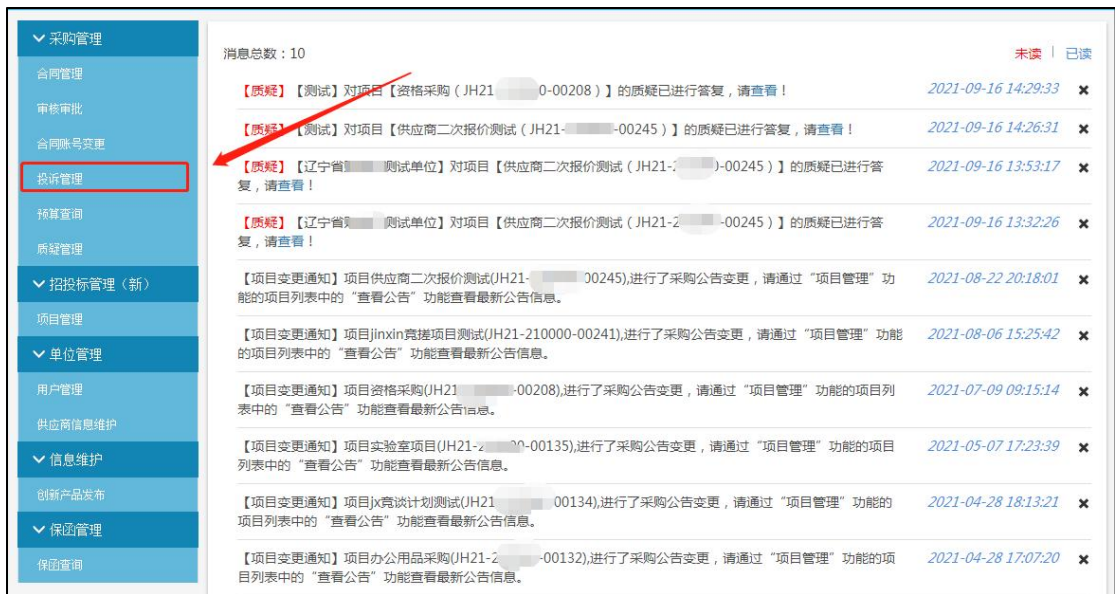 采购管理
合同管理
审核审批
合同账号变更
投诉管理
预算查询
质疑管理
招投标管理（新）
项目管理
单位管理
用户管理
供应商信息维护
信息维护
创新产品发布
保函管理
保函查询
消息总数：10
未读 | 已读
【质疑】【测试】对项目【资格采购（JH21 0-00208）】的质疑已进行答复，请查看！ 2021-09-16 14:29:33
【质疑】【测试】对项目【供应商二次报价测试（JH21- -00245）】的质疑已进行答复，请查看！ 2021-09-16 14:26:31
【质疑】【辽宁省 测试单位】对项目【供应商二次报价测试（JH21- -00245）】的质疑已进行答 2021-09-16 13:53:17
复，请查看！
【质疑】【辽宁省 测试单位】对项目【供应商二次报价测试（JH21-2 -00245）】的质疑已进行答 2021-09-16 13:32:26
复，请查看！
【项目变更通知】项目供应商二次报价测试(JH21- 00245),进行了采购公告变更，请通过“项目管理”功 2021-08-22 20:18:01
能的项目列表中的“查看公告”功能查看最新公告信息。
【项目变更通知】项目jinxin竞搓项目测试(JH21-210000-00241),进行了采购公告变更，请通过“项目管理”功能 2021-08-06 15:25:42
的项目列表中的“查看公告”功能查看最新公告信息。
【项目变更通知】项目资格采购(JH21 -00208),进行了采购公告变更，请通过“项目管理”功能的项目列 2021-07-09 09:15:14
表中的“查看公告”功能查看最新公告信息。
【项目变更通知】项目实验室项目(JH21- -00135),进行了采购公告变更，请通过“项目管理”功能的项目 2021-05-07 17:23:39
列表中的“查看公告”功能查看最新公告信息。
【项目变更通知】项目jx竞谈计划测试(JH21 00134),进行了采购公告变更，请通过“项目管理”功能的 2021-04-28 18:13:21
项目列表中的“查看公告”功能查看最新公告信息。
【项目变更通知】项目办公用品采购(JH21-2 -00132),进行了采购公告变更，请通过“项目管理”功能的项 2021-04-28 17:07:20
目列表中的“查看公告”功能查看最新公告信息。